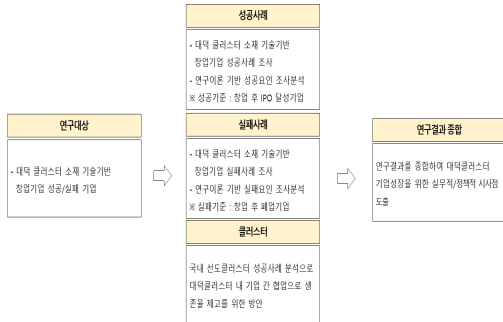 연구대상
- 대덕 클러스터 소재 기술기반
창업기업 성공/실패 기업
성공사례
- 대덕 클러스터 소재 기술기반
창업기업 성공사례 조사
- 연구이론 기반 성공요인 조사분석
※ 성공기준 : 창업 후 IPO 달성기업
실패사례
- 대덕 클러스터 소재 기술기반
창업기업 실패사례 조사
- 연구이론 기반 실패요인 조사분석
※ 실패기준 : 창업 후 폐업기업
클러스터
국내 선도클러스터 성공사례 분석으로
대덕클러스터 내 기업 간 협업으로 생
존율 제고를 위한 방안
연구결과 종합
연구결과를 종합하여 대덕클러스터
기업성장을 위한 실무적/정책적 시사점
도출